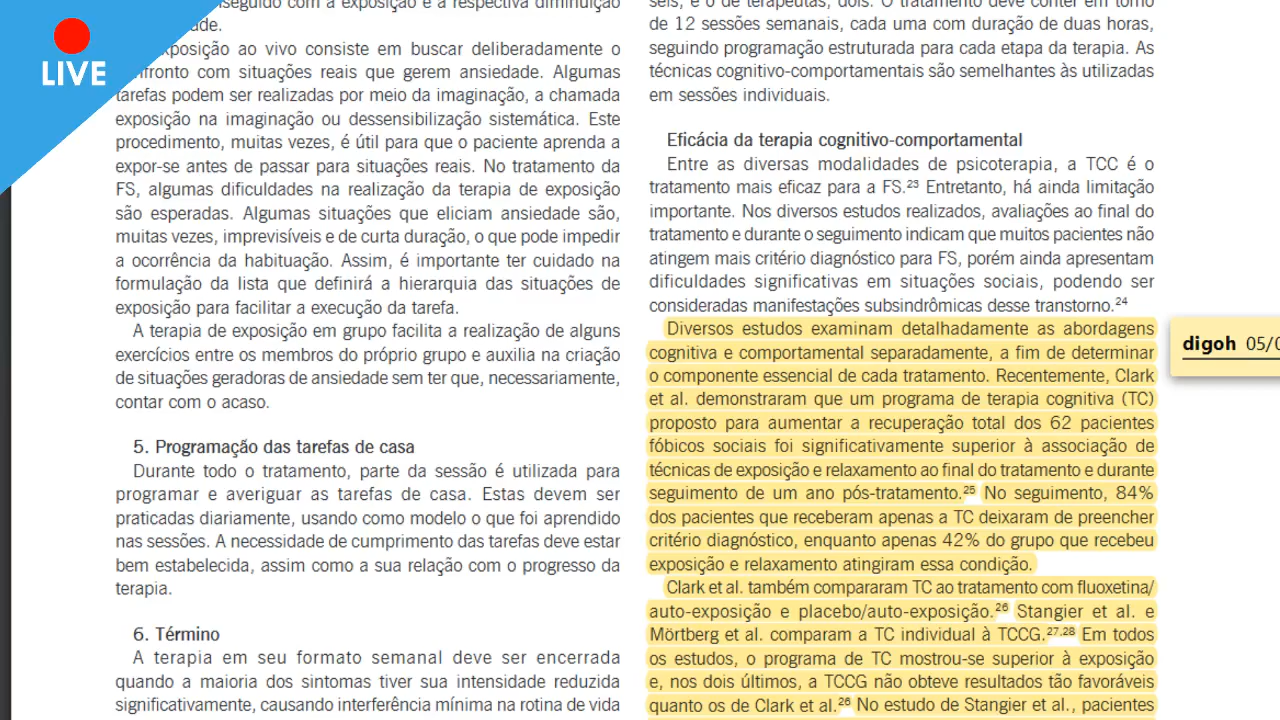 LIVE
com a exposição e a respectiva diminuição
ao vivo consiste em buscar deliberadamente o
com situações reais que gerem ansiedade. Algumas
tarefas podem ser realizadas por meio da imaginação, a chamada
exposição na imaginação ou dessensibilização sistemática. Este
procedimento, muitas vezes, é útil para que o paciente aprenda a
expor-se antes de passar para situações reais. No tratamento da
FS, algumas dificuldades na realização da terapia de exposição
são esperadas. Algumas situações que eliciam ansiedade são,
muitas vezes, imprevisíveis e de curta duração, o que pode impedir
a ocorrência da habituação. Assim, é importante ter cuidado na
formulação da lista que definirá a hierarquia das situações de
exposição para facilitar a execução da tarefa.
A terapia de exposição em grupo facilita a realização de alguns
exercícios entre os membros do próprio grupo e auxilia na criação
de situações geradoras de ansiedade sem ter que, necessariamente,
contar com o acaso.
5. Programação das tarefas de casa
Durante todo o tratamento, parte da sessão é utilizada para
programar e averiguar as tarefas de casa. Estas devem ser
praticadas diariamente, usando como modelo o que foi aprendido
nas sessões. A necessidade de cumprimento das tarefas deve estar
bem estabelecida, assim como a sua relação com o progresso da
terapia.
6. Término
A terapia em seu formato semanal deve ser encerrada
quando a maioria dos sintomas tiver sua intensidade reduzida
significativamente, causando interferência mínima na rotina de vida
seis, e o de terapeutas, dois. O tratamento deve conter em torno
de 12 sessões semanais, cada uma com duração de duas horas,
seguindo programação estruturada para cada etapa da terapia. As
técnicas cognitivo-comportamentais são semelhantes às utilizadas
em sessões individuais.
Eficácia da terapia cognitivo-comportamental
Entre as diversas modalidades de psicoterapia, a TCC é o
tratamento mais eficaz para a FS.²³ Entretanto, há ainda limitação
importante. Nos diversos estudos realizados, avaliações ao final do
tratamento e durante o seguimento indicam que muitos pacientes não
atingem mais critério diagnóstico para FS, porém ainda apresentam
dificuldades significativas em situações sociais, podendo ser
consideradas manifestações subsindrômicas desse transtorno.²⁴
Diversos estudos examinam detalhadamente as abordagens
cognitiva e comportamental separadamente, a fim de determinar
o componente essencial de cada tratamento. Recentemente, Clark
et al. demonstraram que um programa de terapia cognitiva (TC)
proposto para aumentar a recuperação total dos 62 pacientes
fóbicos sociais foi significativamente superior à associação de
técnicas de exposição e relaxamento ao final do tratamento e durante
seguimento de um ano pós-tratamento.²⁵ No seguimento, 84%
dos pacientes que receberam apenas a TC deixaram de preencher
critério diagnóstico, enquanto apenas 42% do grupo que recebeu
exposição e relaxamento atingiram essa condição.
Clark et al. também compararam TC ao tratamento com fluoxetina/
auto-exposição e placebo/auto-exposição.²⁶ Stangier et al. e
Mörtberg et al. comparam a TC individual à TCCG.²⁷,²⁸ Em todos
os estudos, o programa de TC mostrou-se superior à exposição
e, nos dois últimos, a TCCG não obteve resultados tão favoráveis
quanto os de Clark et al.²⁶ No estudo de Stangier et al., pacientes
digoh 05/0